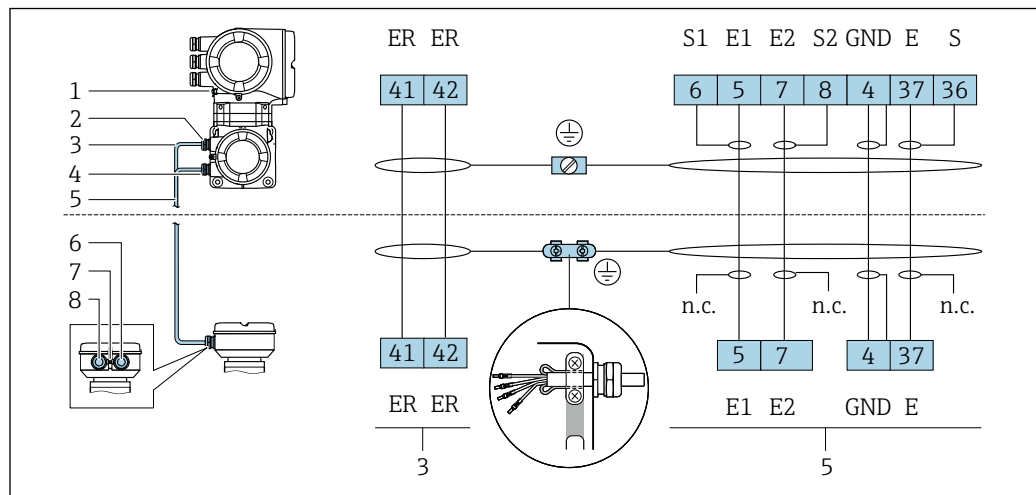 ER ER
S1 E1 E2 S2 GND E S
41 42
6 5 7 8 4 37 36
1
2
3
4
5
6
7
8
n.c. n.c. n.c.
41 42
5 7
4 37
ER ER
E1 E2 GND E
3
5